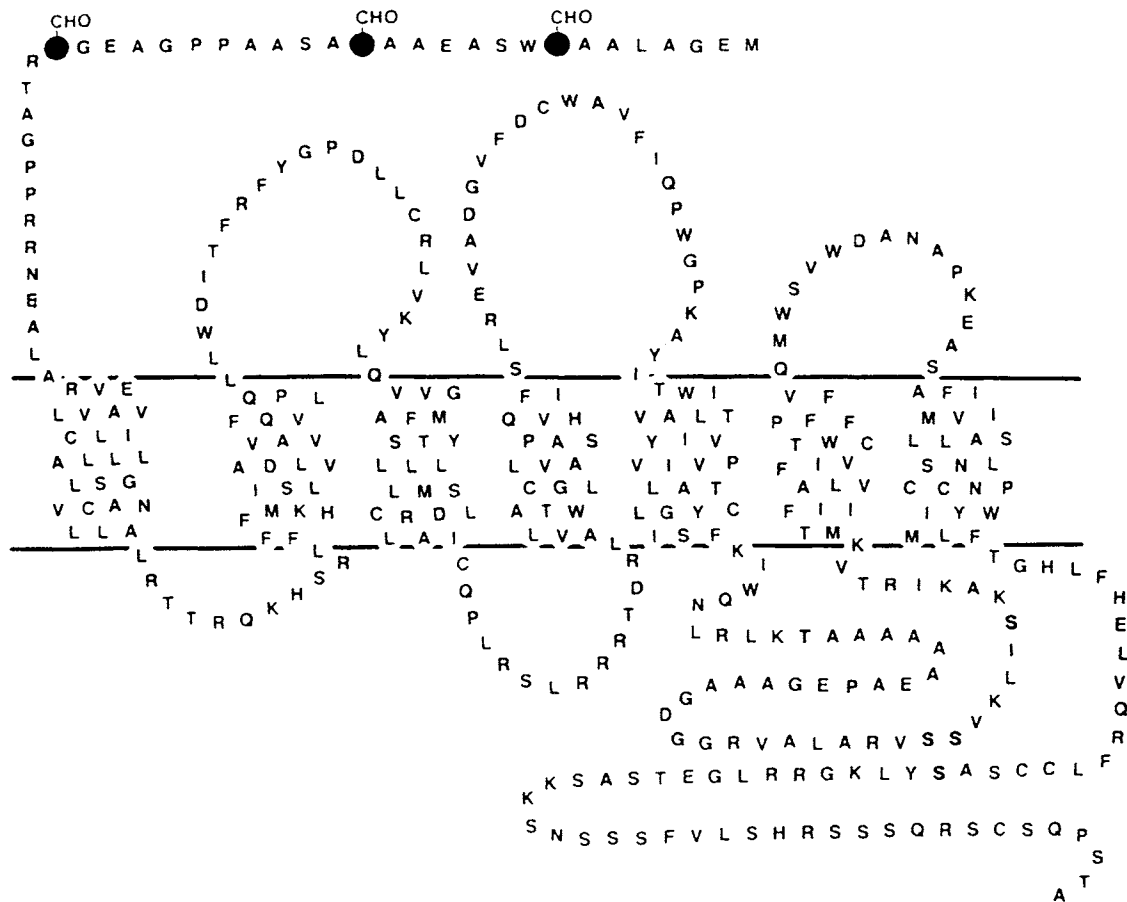 CHO CHO CHO
G E A G P P A A S A A A E A S W A A L A G E M
R T A G P P R R N E A L A
L W D I T F R F Y G P D L L C R L V K Y L Q
S L R E V A D G V F D C W A V F I Q P W G P K A Y I
Q M W S V W D A N A P K E A S
R V E L Q P L V V G F I T W I V F F A F I I
L V A V F Q V A F M Q V H V A L T P F F M V I
C L I V A V S T Y P A S Y I V T W C L L A S
A L L L A D L V L L L L V A V I V P F I V S N L
L S G I S L L M S C G L L A T A L V C C N P
V C A N F M K H C R D L A T W L G Y C F I I I Y W
L L A F F L A I L V A L I S F T M M L F
L R T T R Q K H S R L
C Q P L R S L R R R T D R
K I W Q N
L R L K T A A A A A
A E A P E G A A A G
D
G G R V A L A R V S S V K L I S K A K I R T V K
T G H L F H E L V Q R F
K S A S T E G L R R G K L Y S A S C C L
K
S N S S S F V L S H R S S S Q R S C S Q P S T A